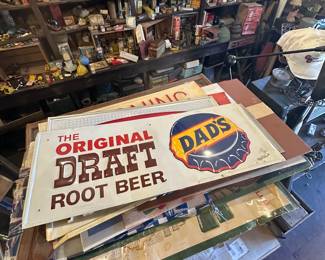 THE
ORIGINAL
DRAFT
ROOT BEER
DAD'S